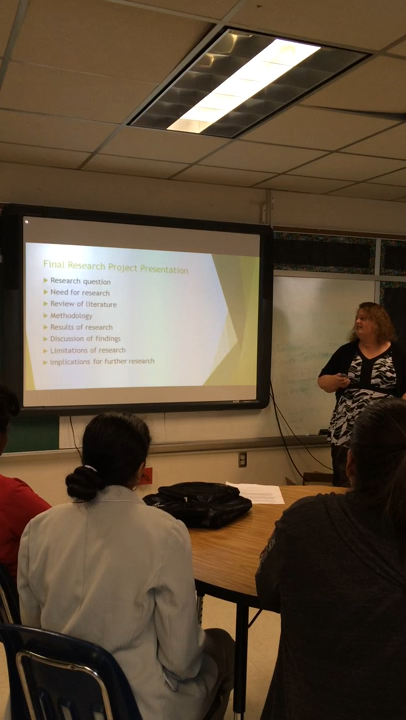 Final Research Project Presentation
Research question
Need for research
Review of literature
Methodology
Results of research
Discussion of findings
Limitations of research
Implications for further research